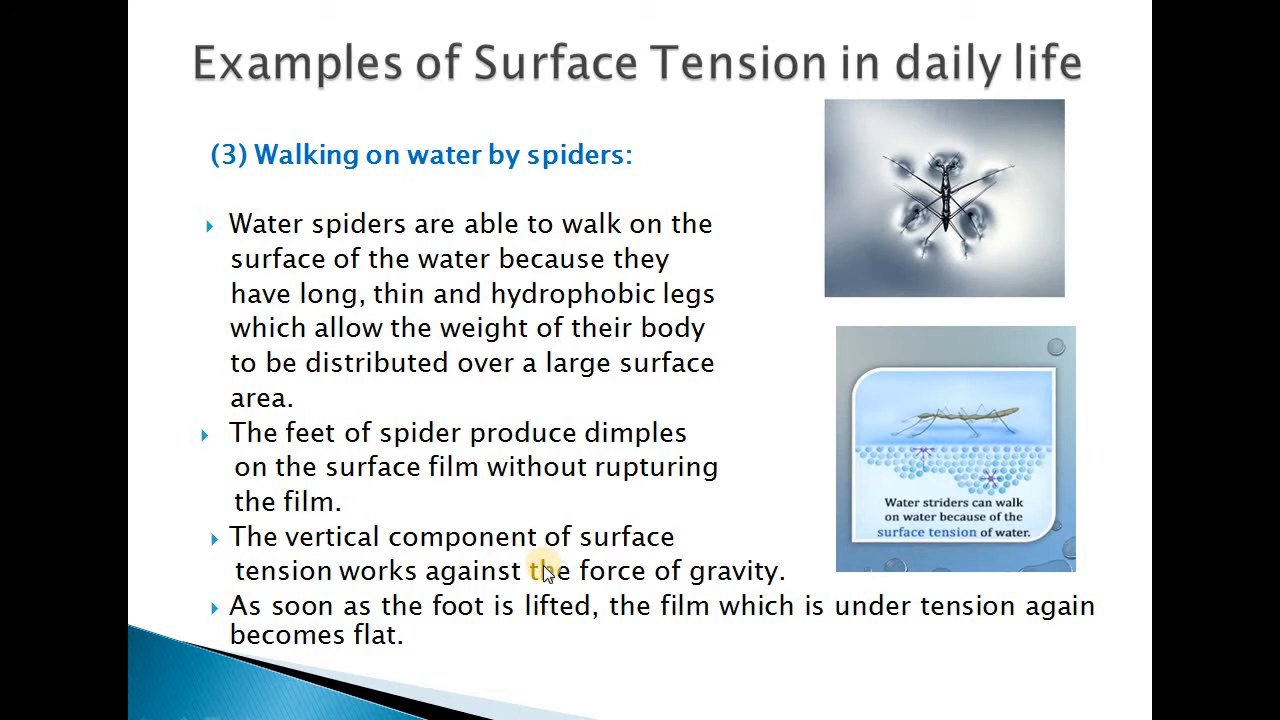 Examples of Surface Tension in daily life
(3) Walking on water by spiders:
Water spiders are able to walk on the
surface of the water because they
have long, thin and hydrophobic legs
which allow the weight of their body
to be distributed over a large surface
area.
The feet of spider produce dimples
on the surface film without rupturing
the film.
The vertical component of surface
tension works against the force of gravity.
As soon as the foot is lifted, the film which is under tension again
becomes flat.
Water striders can walk
on water because of the
surface tension of water.